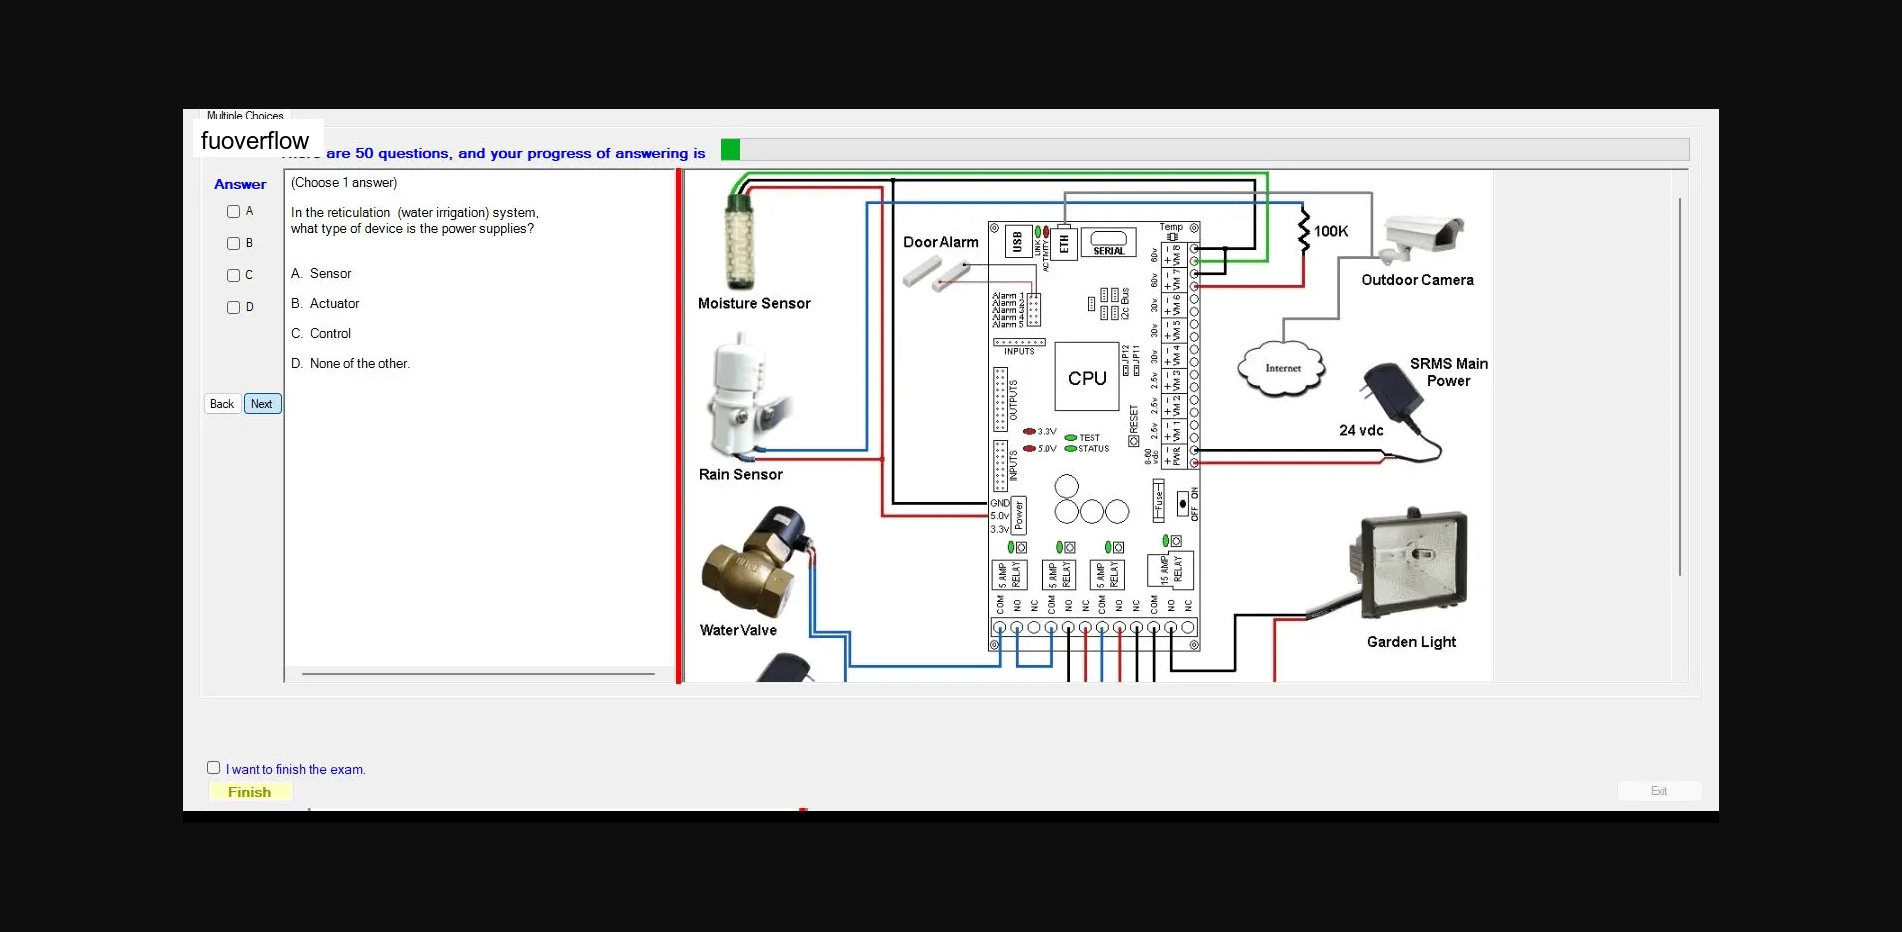 Multiple Choices
fuoverflow
are 50 questions, and your progress of answering is
Answer
A
B
C
D
Back
Next
(Choose 1 answer)
In the reticulation (water irrigation) system,
what type of device is the power supplies?
A. Sensor
B. Actuator
C. Control
D. None of the other.
Moisture Sensor
Rain Sensor
Water Valve
Door Alarm
USB
LINK
ACTIVITY
ETH
SERIAL
Temp
Alarm 1
Alarm 2
Alarm 3
Alarm 4
Alarm 5
INPUTS
i2c Bus
OUTPUTS
INPUTS
CPU
JP12
JP11
RESET
3.3V
5.0V
TEST
STATUS
GND
5.0v
3.3v
Power
Fuse
ON
OFF
60v - + VM 8
60v - + VM 7
30v - + VM 6
30v - + VM 5
30v - + VM 4
2.5v - + VM 3
2.5v - + VM 2
2.5v - + VM 1
8-60 vdc - + PWR
5 AMP RELAY
5 AMP RELAY
5 AMP RELAY
15 AMP RELAY
COM NO NC COM NO NC COM NO NC COM NO NC
100K
Outdoor Camera
Internet
SRMS Main
Power
24 vdc
Garden Light
I want to finish the exam.
Finish
Exit